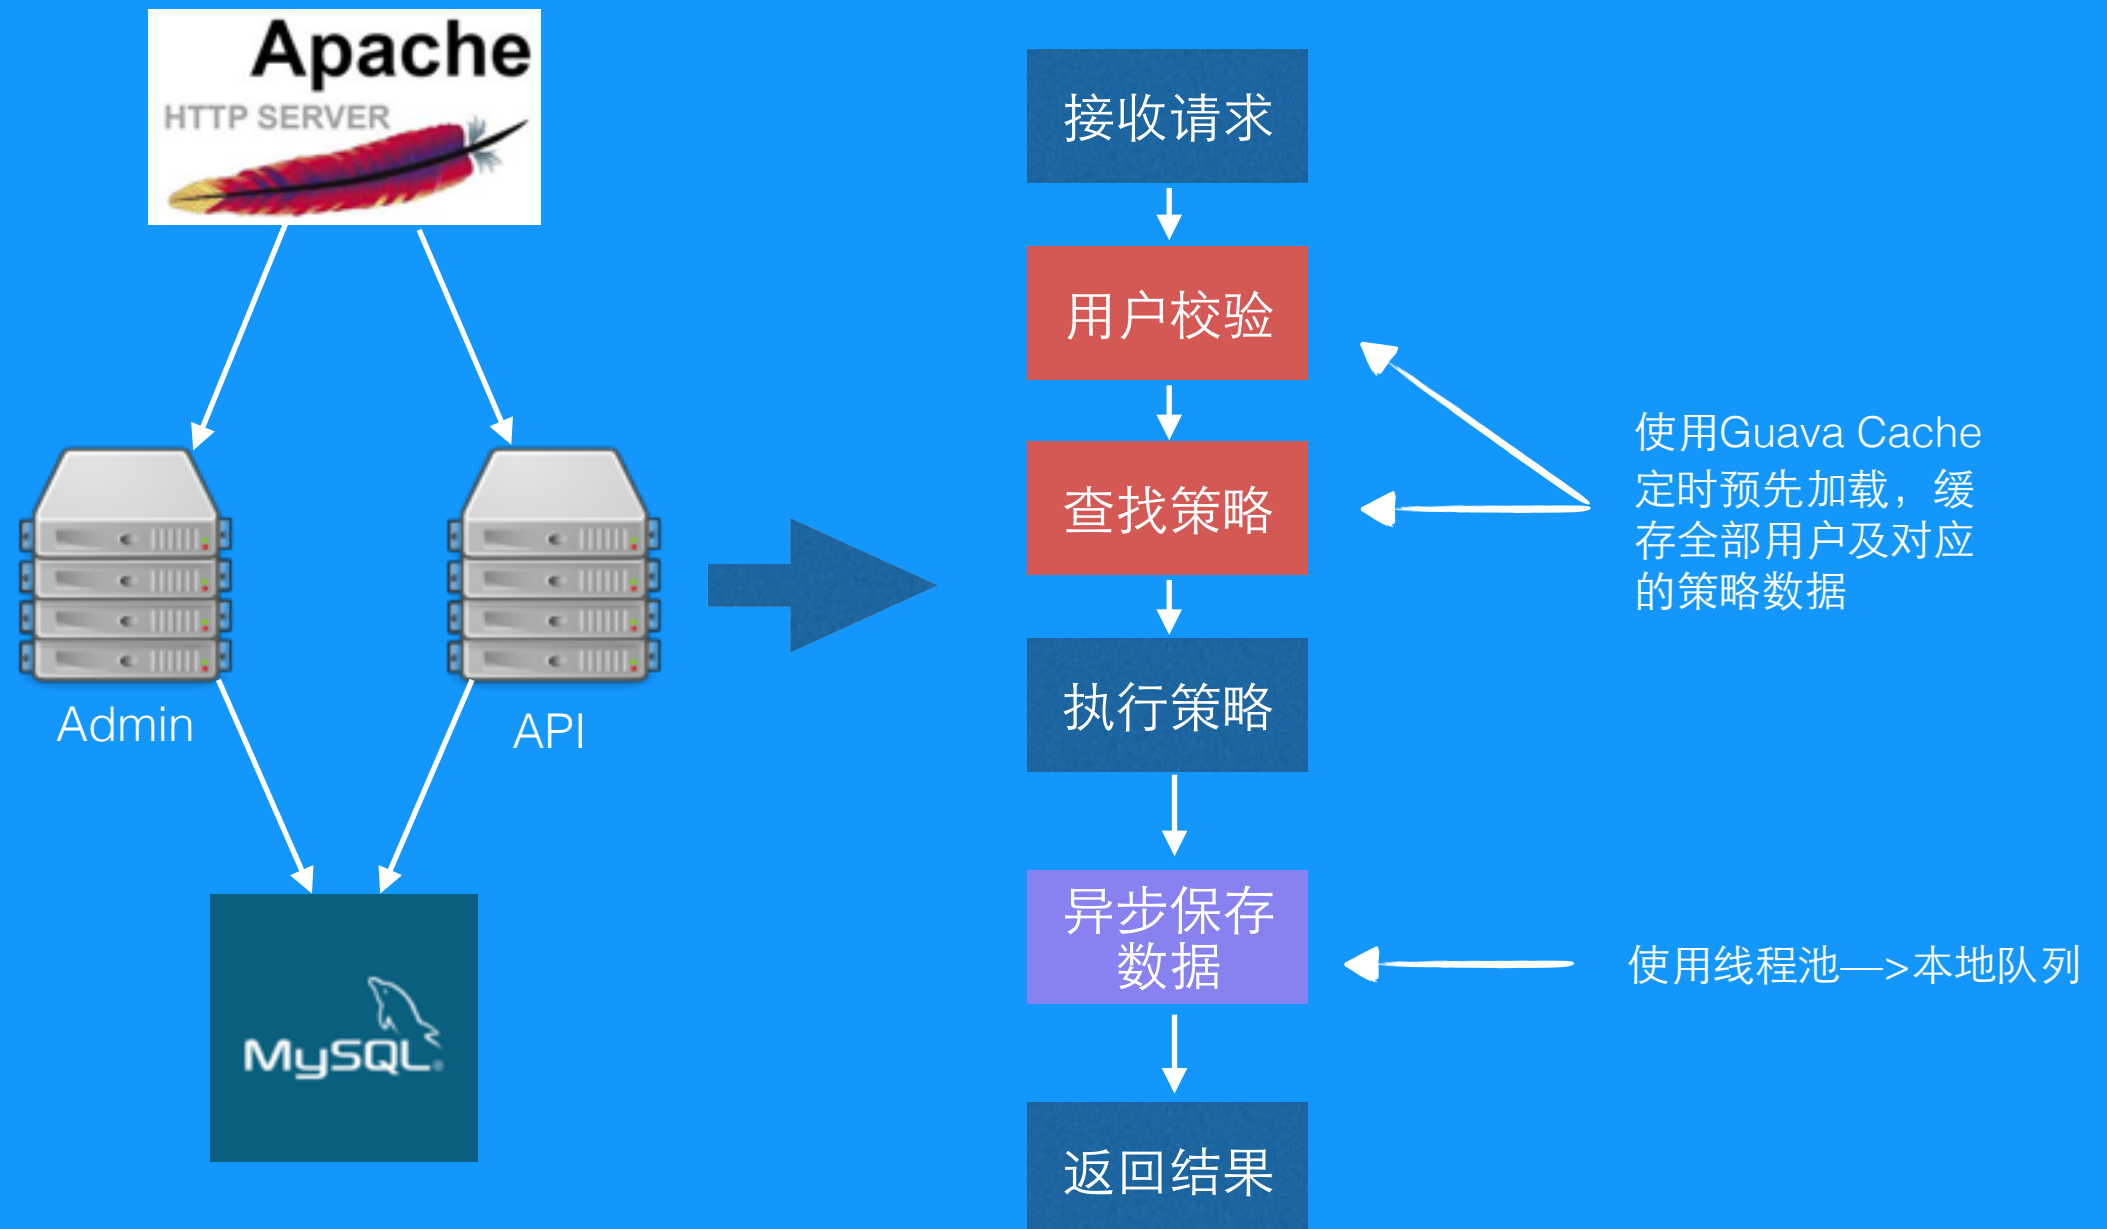 Apache
HTTP SERVER
Admin
API
MySQL®
接收请求
用户校验
查找策略
执行策略
异步保存
数据
返回结果
使用Guava Cache
定时预先加载，缓
存全部用户及对应
的策略数据
使用线程池—>本地队列